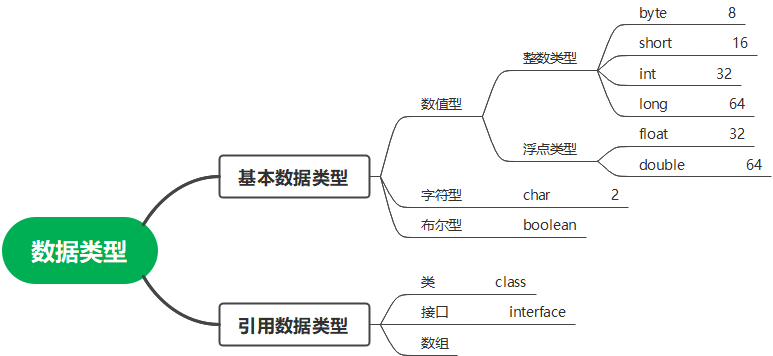 数据类型
基本数据类型
数值型
整数类型
byte 8
short 16
int 32
long 64
浮点类型
float 32
double 64
字符型 char 2
布尔型 boolean
引用数据类型
类 class
接口 interface
数组